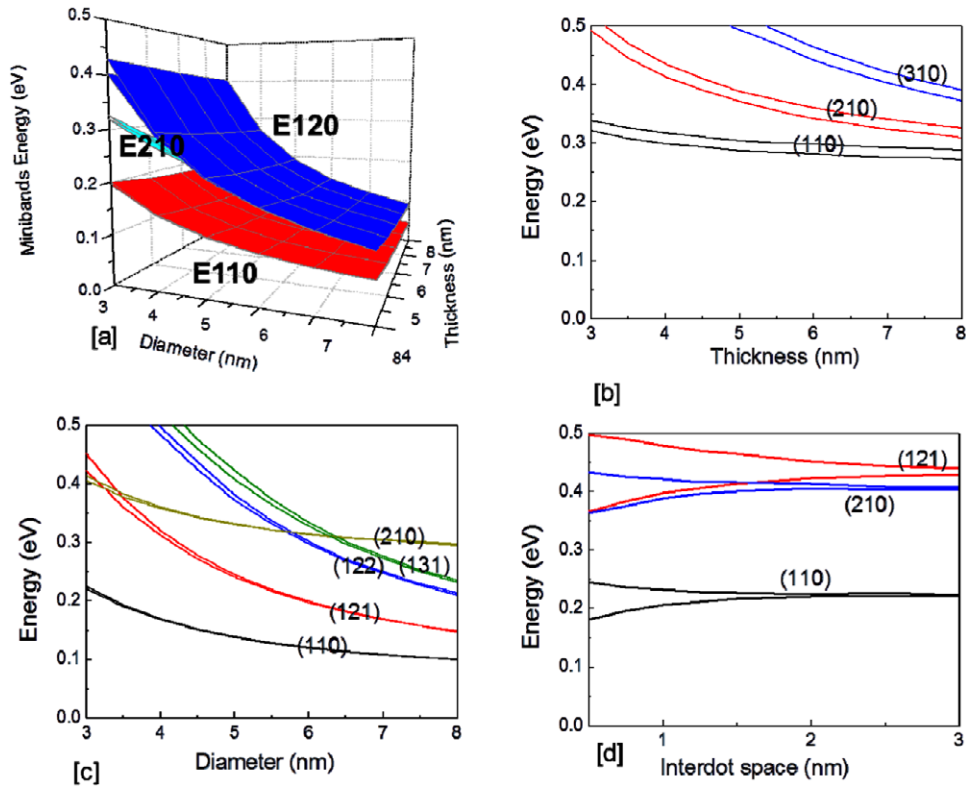 0.5
0.4
0.3
0.2
0.1
0.0
Minibands Energy (eV)
E120
E210
E110
3
4
5
6
7
84
Diameter (nm)
5
6
7
8
Thickness (nm)
[a]
0.5
0.4
0.3
0.2
0.1
0.0
Energy (eV)
(310)
(210)
(110)
3 4 5 6 7 8
Thickness (nm)
[b]
0.5
0.4
0.3
0.2
0.1
0.0
Energy (eV)
(210)
(122) (131)
(121)
(110)
3 4 5 6 7 8
Diameter (nm)
[c]
0.5
0.4
0.3
0.2
0.1
0.0
Energy (eV)
(121)
(210)
(110)
1 2 3
Interdot space (nm)
[d]